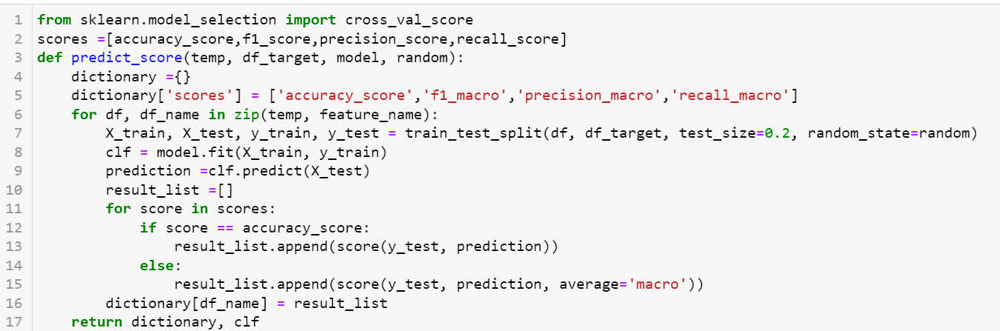 1 from sklearn.model_selection import cross_val_score
2 scores =[accuracy_score,f1_score,precision_score,recall_score]
3 def predict_score(temp, df_target, model, random):
4     dictionary ={}
5     dictionary['scores'] = ['accuracy_score','f1_macro','precision_macro','recall_macro']
6     for df, df_name in zip(temp, feature_name):
7         X_train, X_test, y_train, y_test = train_test_split(df, df_target, test_size=0.2, random_state=random)
8         clf = model.fit(X_train, y_train)
9         prediction =clf.predict(X_test)
10         result_list =[]
11         for score in scores:
12             if score == accuracy_score:
13                 result_list.append(score(y_test, prediction))
14             else:
15                 result_list.append(score(y_test, prediction, average='macro'))
16         dictionary[df_name] = result_list
17     return dictionary, clf